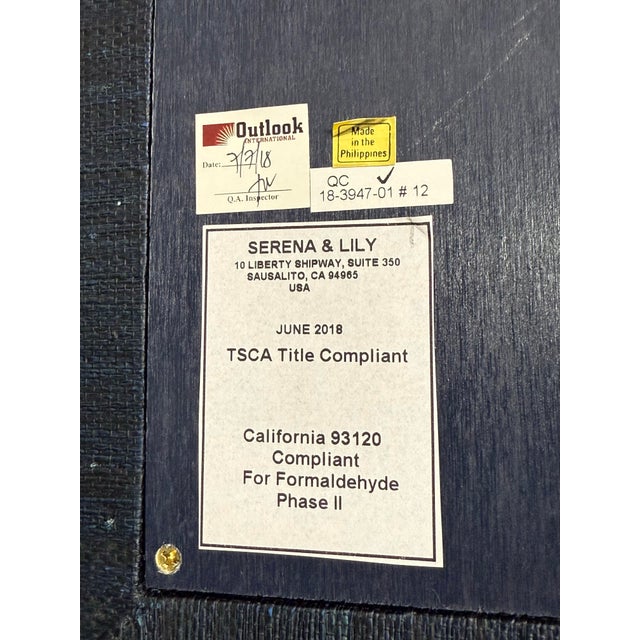 Outlook
INTERNATIONAL
Date: 7/7/18
Q.A. Inspector
Made
in the
Philippines
QC ✓
18-3947-01 # 12
SERENA & LILY
10 LIBERTY SHIPWAY, SUITE 350
SAUSALITO, CA 94965
USA
JUNE 2018
TSCA Title Compliant
California 93120
Compliant
For Formaldehyde
Phase II